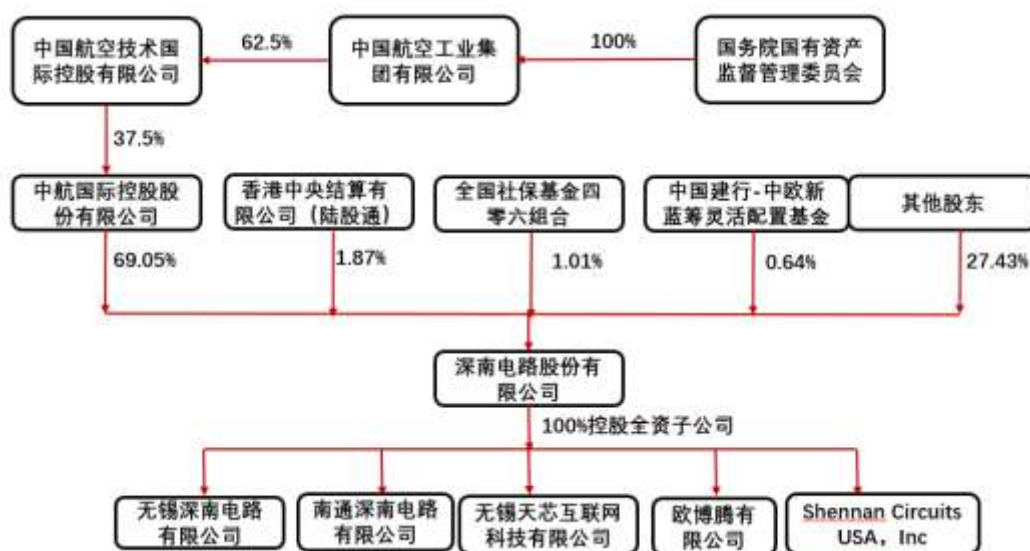 中国航空技术国
际控股有限公司
62.5%
中国航空工业集
团有限公司
100%
国务院国有资产
监督管理委员会
37.5%
中航国际控股股
份有限公司
香港中央结算有
限公司（陆股通）
全国社保基金四
零六组合
中国建行-中欧新
蓝筹灵活配置基金
其他股东
69.05%
1.87%
1.01%
0.64%
27.43%
深南电路股份有
限公司
100%控股全资子公司
无锡深南电路
有限公司
南通深南电路
有限公司
无锡天芯互联网
科技有限公司
欧博腾有
限公司
Shennan Circuits
USA，Inc